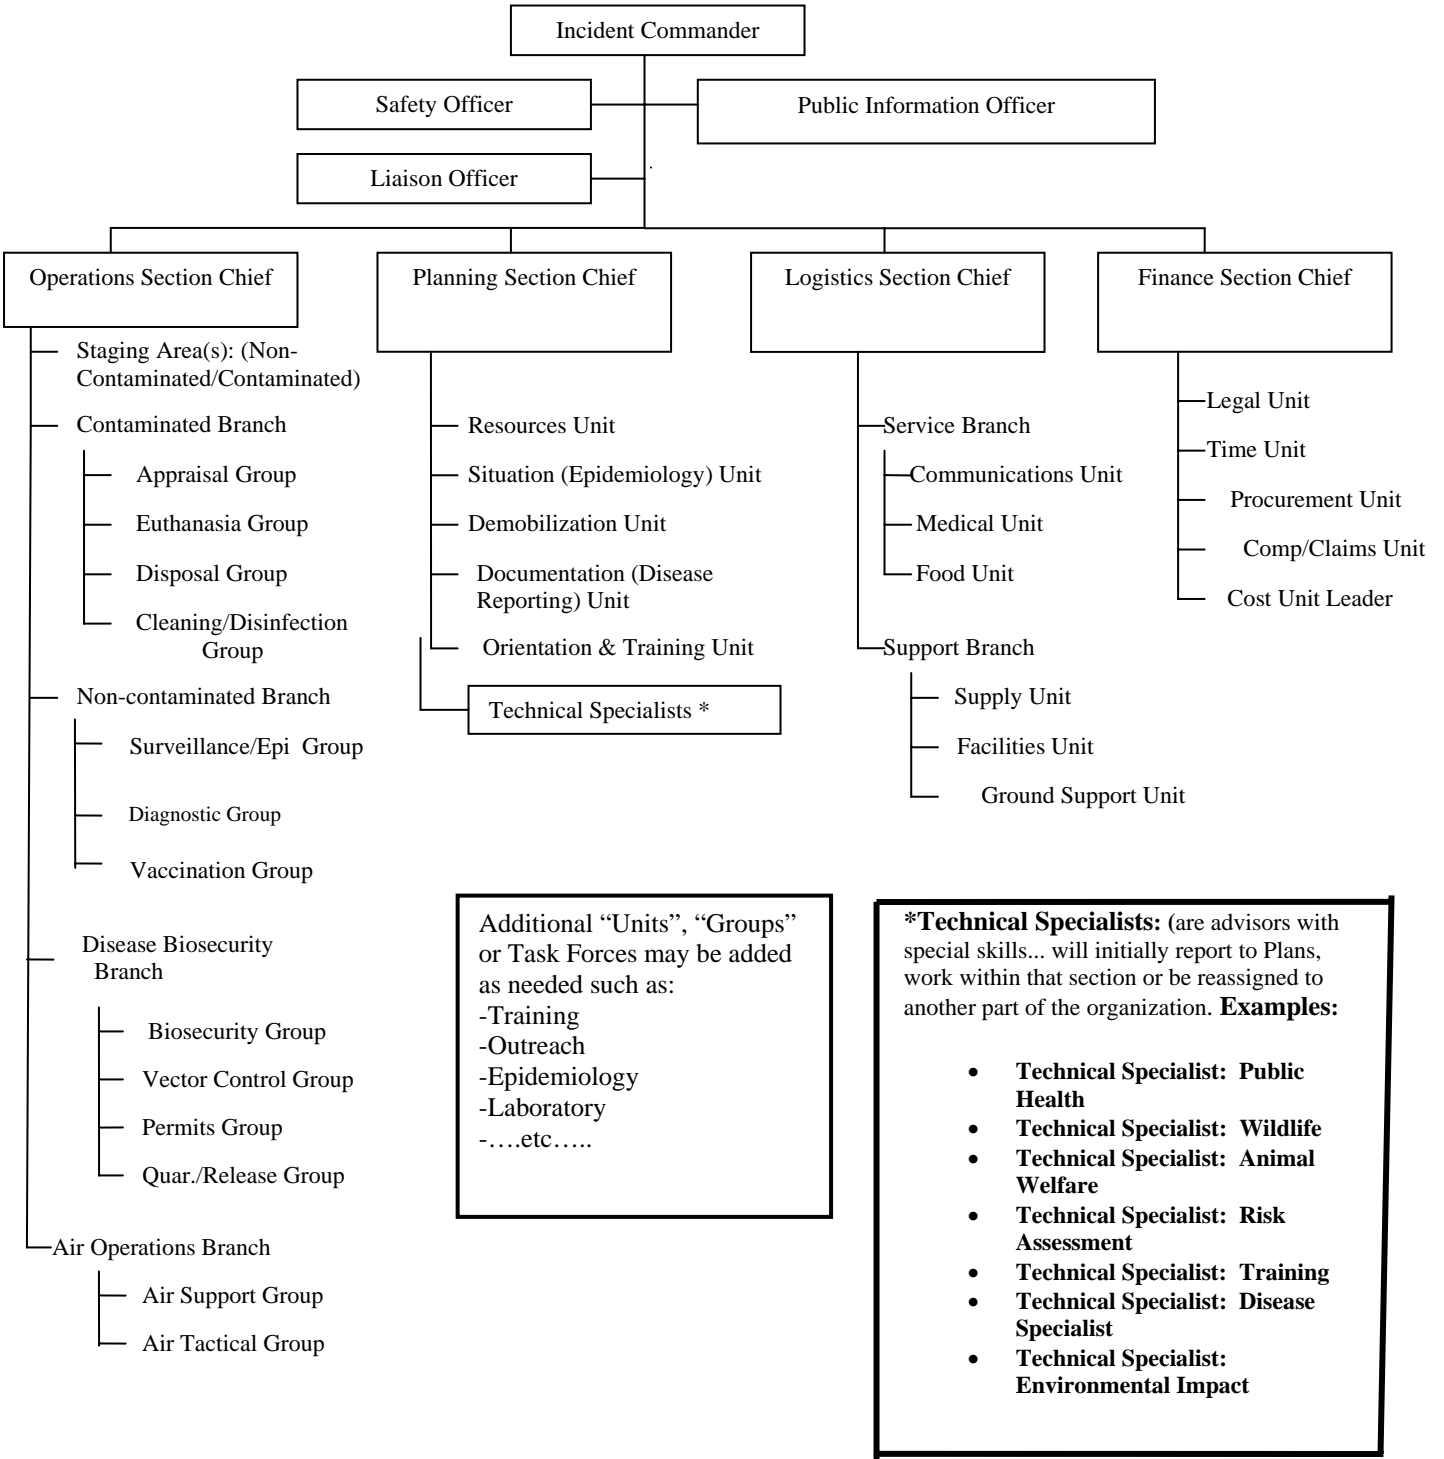 Incident Commander
Safety Officer
Public Information Officer
Liaison Officer
Operations Section Chief
Staging Area(s): (Non-
Contaminated/Contaminated)
Contaminated Branch
Appraisal Group
Euthanasia Group
Disposal Group
Cleaning/Disinfection
Group
Non-contaminated Branch
Surveillance/Epi Group
Diagnostic Group
Vaccination Group
Disease Biosecurity
Branch
Biosecurity Group
Vector Control Group
Permits Group
Quar./Release Group
Air Operations Branch
Air Support Group
Air Tactical Group
Planning Section Chief
Resources Unit
Situation (Epidemiology) Unit
Demobilization Unit
Documentation (Disease
Reporting) Unit
Orientation & Training Unit
Technical Specialists *
Logistics Section Chief
Service Branch
Communications Unit
Medical Unit
Food Unit
Support Branch
Supply Unit
Facilities Unit
Ground Support Unit
Finance Section Chief
Legal Unit
Time Unit
Procurement Unit
Comp/Claims Unit
Cost Unit Leader
Additional “Units”, “Groups”
or Task Forces may be added
as needed such as:
-Training
-Outreach
-Epidemiology
-Laboratory
-….etc…..
*Technical Specialists: (are advisors with
special skills... will initially report to Plans,
work within that section or be reassigned to
another part of the organization. Examples:
• Technical Specialist: Public
Health
• Technical Specialist: Wildlife
• Technical Specialist: Animal
Welfare
• Technical Specialist: Risk
Assessment
• Technical Specialist: Training
• Technical Specialist: Disease
Specialist
• Technical Specialist:
Environmental Impact